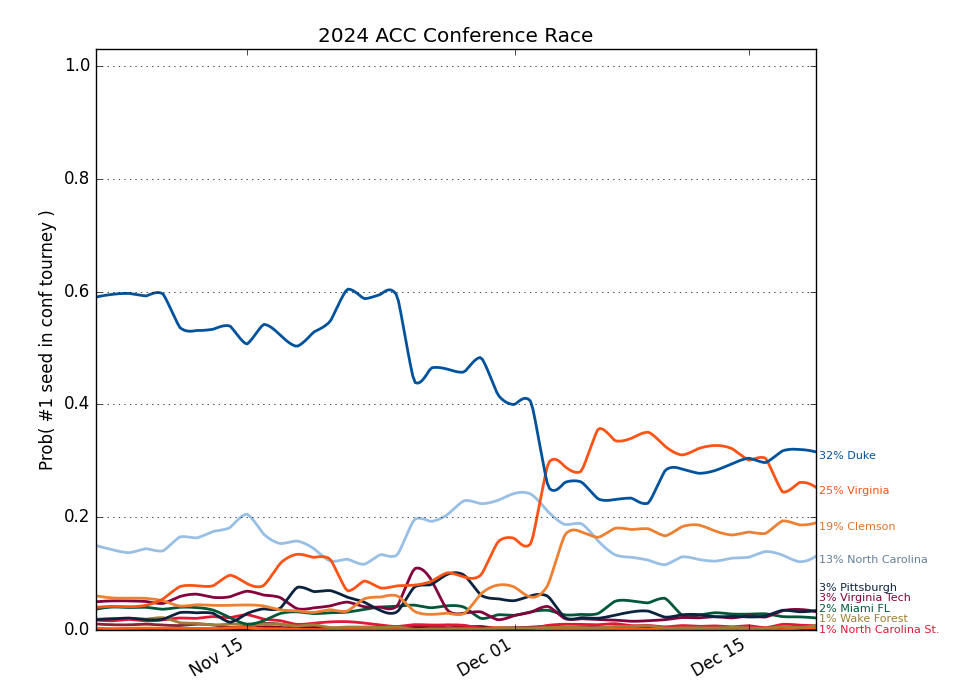 2024 ACC Conference Race
Prob( #1 seed in conf tourney )
1.0
0.8
0.6
0.4
0.2
0.0
Nov 15
Dec 01
Dec 15
32% Duke
25% Virginia
19% Clemson
13% North Carolina
3% Pittsburgh
3% Virginia Tech
2% Miami FL
1% Wake Forest
1% North Carolina St.